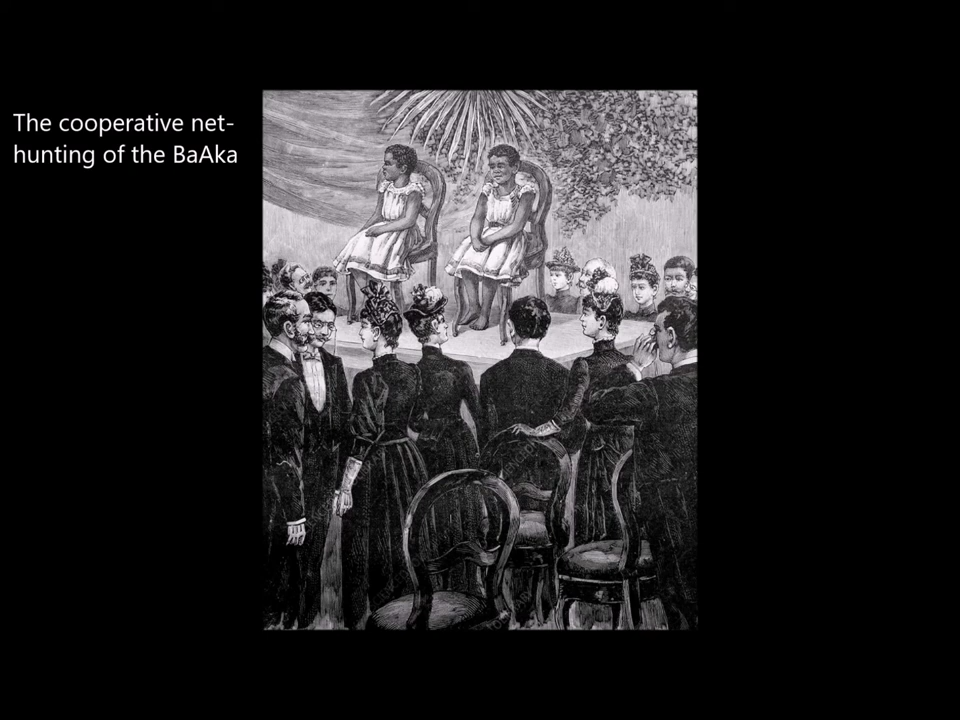 The cooperative net-
hunting of the BaAka